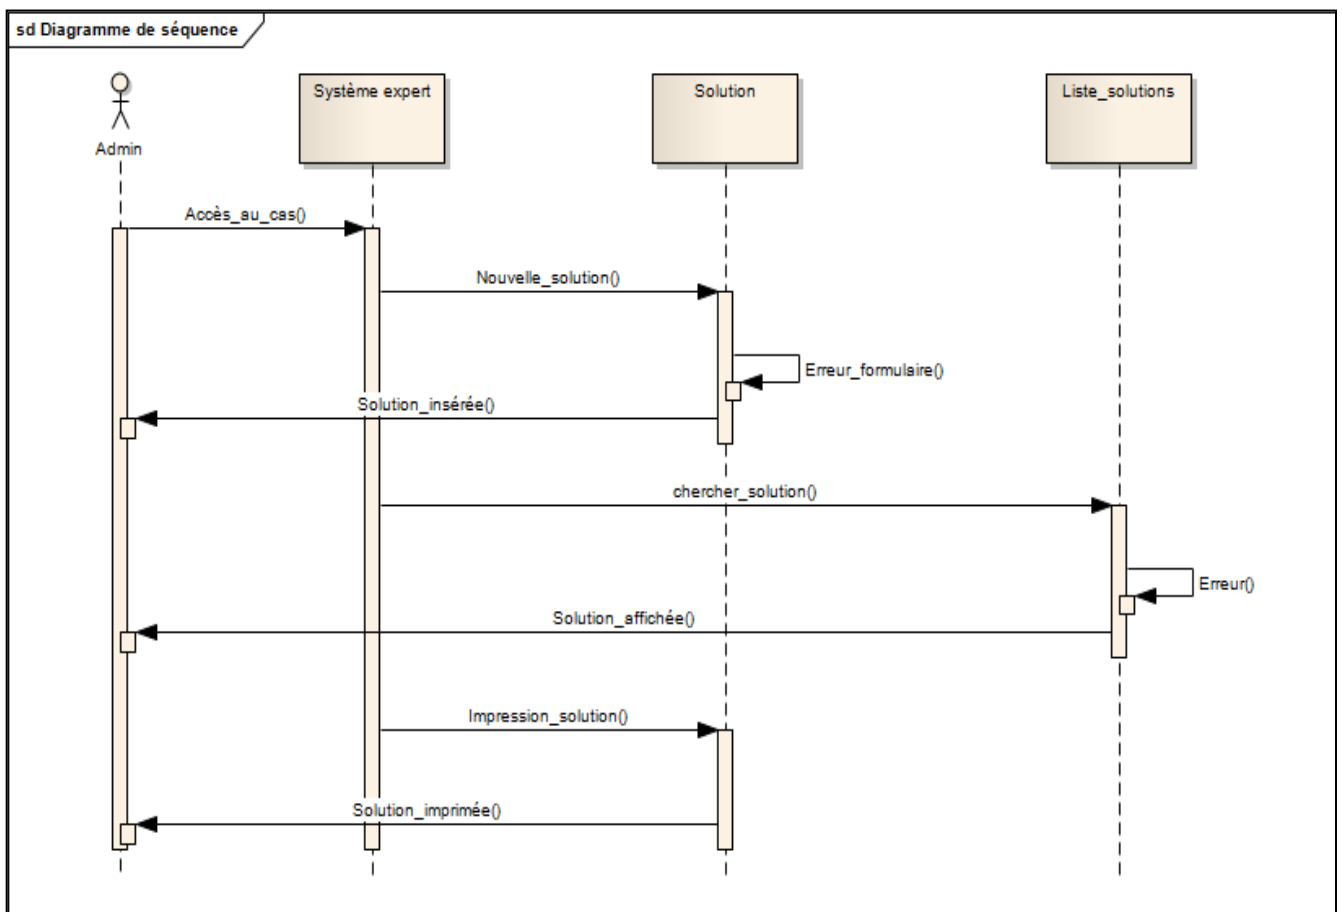 sd Diagramme de séquence
Système expert
Solution
Liste_solutions
Admin
Accès_au_cas()
Nouvelle_solution()
Erreur_formulaire()
Solution_insérée()
chercher_solution()
Erreur()
Solution_affichée()
Impression_solution()
Solution_imprimée()